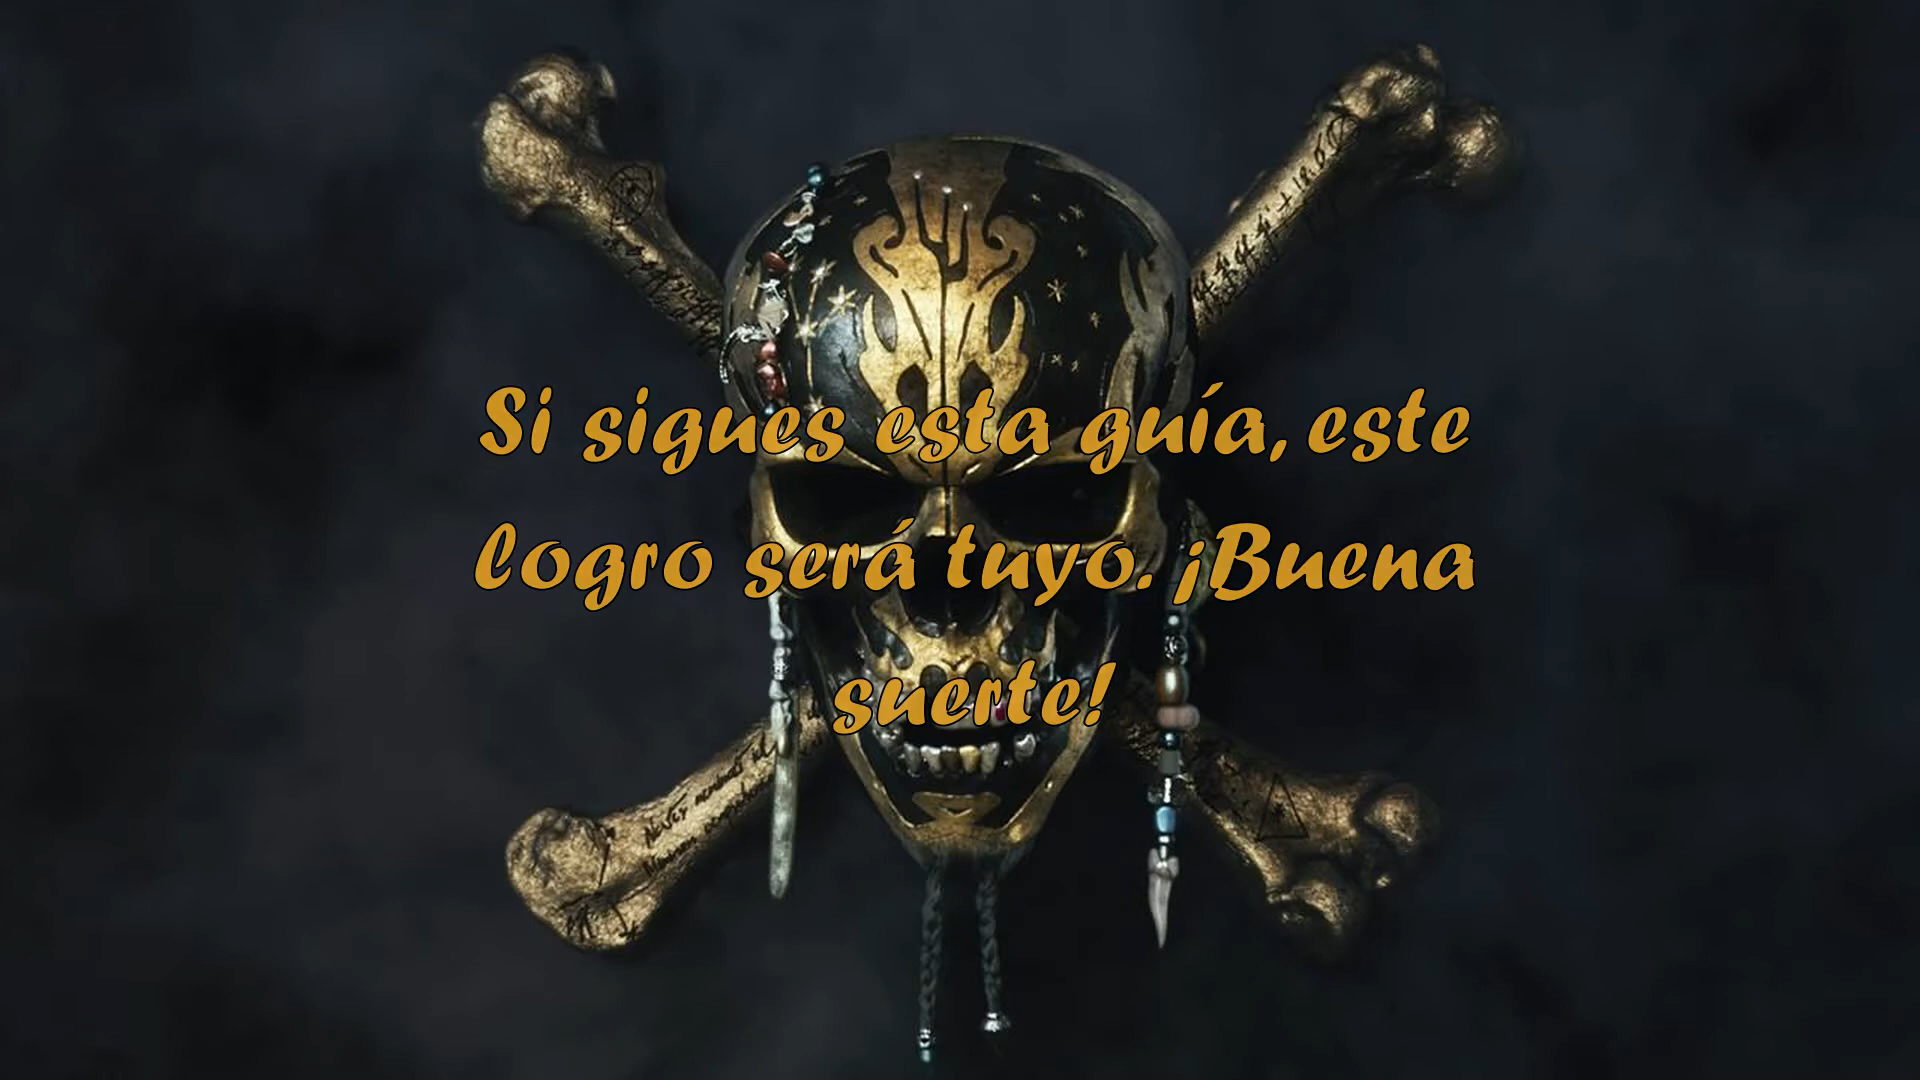 Si sigues esta guía, este
logro será tuyo. ¡Buena
suerte!